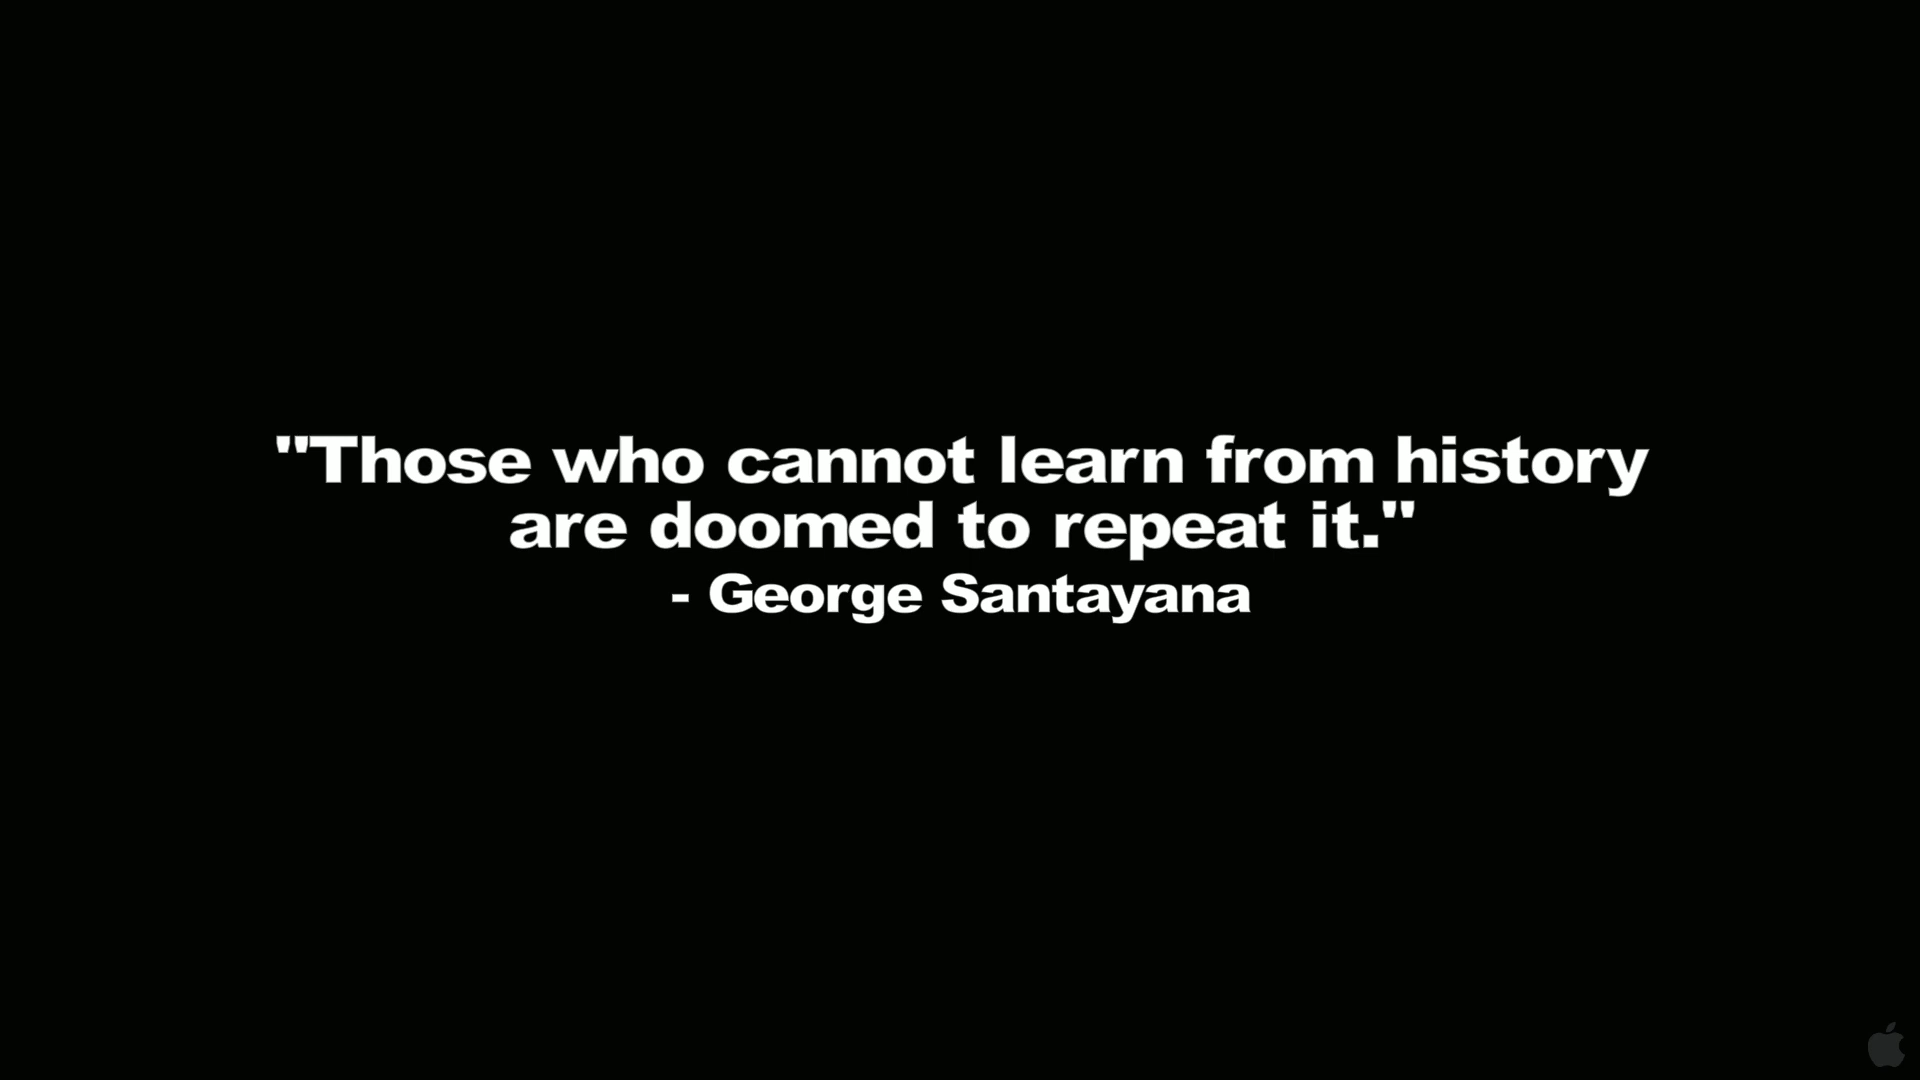 "Those who cannot learn from history
are doomed to repeat it."
- George Santayana